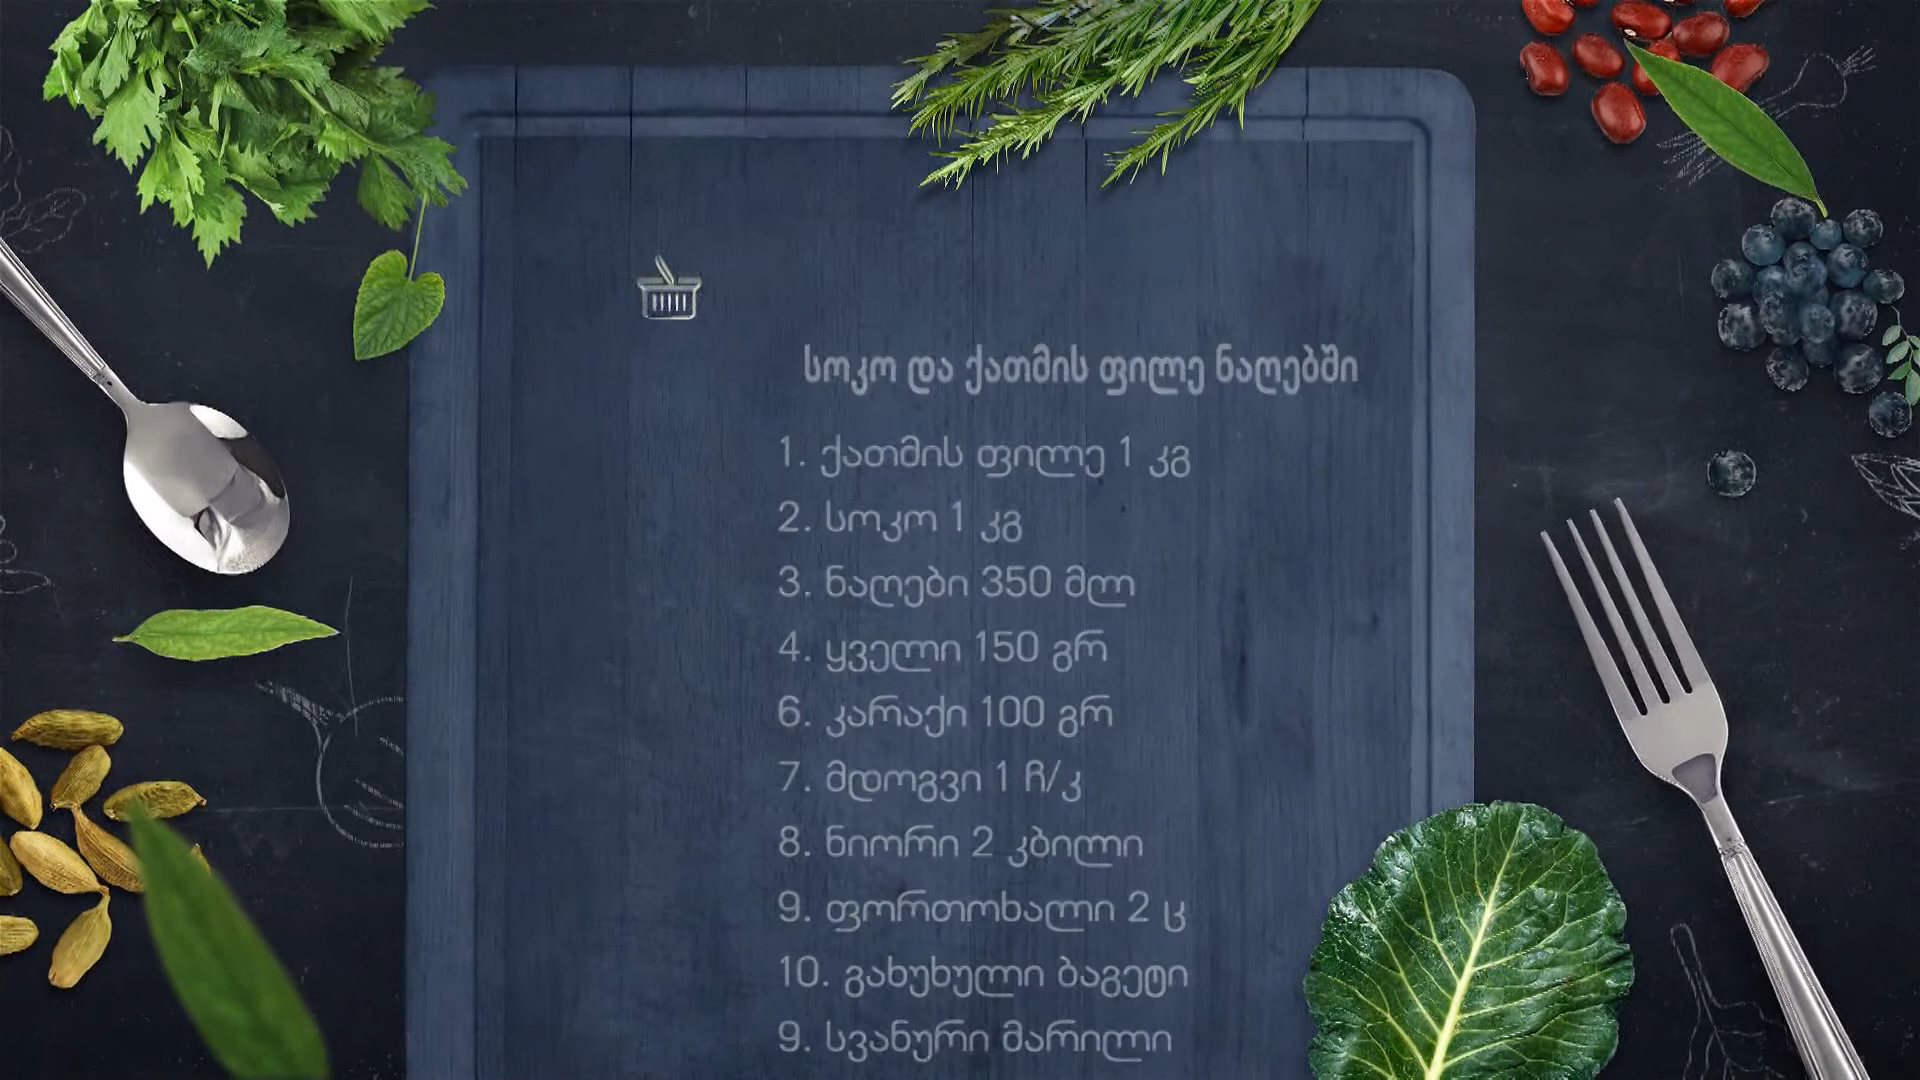 სოკო და ქათმის ფილე ნაღებში
1. ქათმის ფილე 1 კგ
2. სოკო 1 კგ
3. ნაღები 350 მლ
4. ყველი 150 გრ
6. კარაქი 100 გრ
7. მდოგვი 1 ჩ/კ
8. ნიორი 2 კბილი
9. ფორთოხალი 2 ც
10. გახუხული ბაგეტი
9. სვანური მარილი